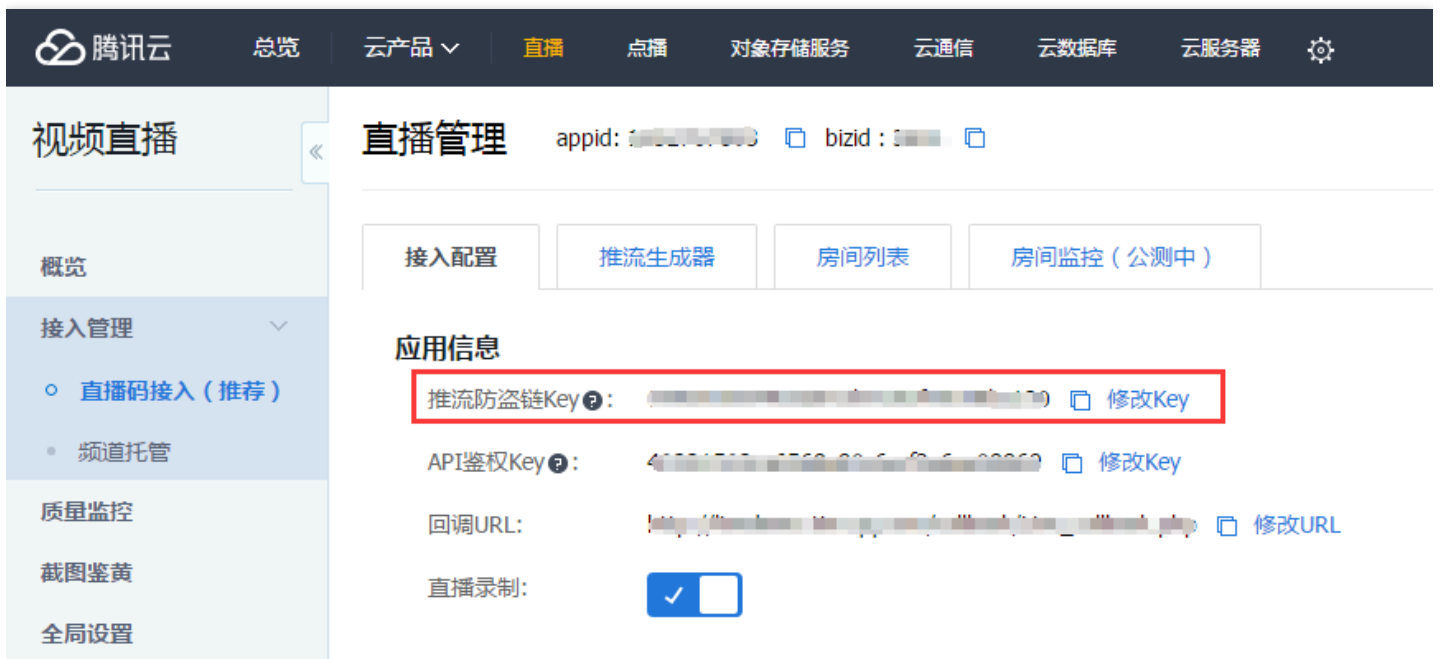 腾讯云 总览 云产品 直播 点播 对象存储服务 云通信 云数据库 云服务器
视频直播
直播管理 appid: bizid :
接入配置 推流生成器 房间列表 房间监控（公测中）
概览
接入管理
直播码接入（推荐）
频道托管
质量监控
截图鉴黄
全局设置
应用信息
推流防盗链Key?: 修改Key
API鉴权Key?: 修改Key
回调URL: 修改URL
直播录制: